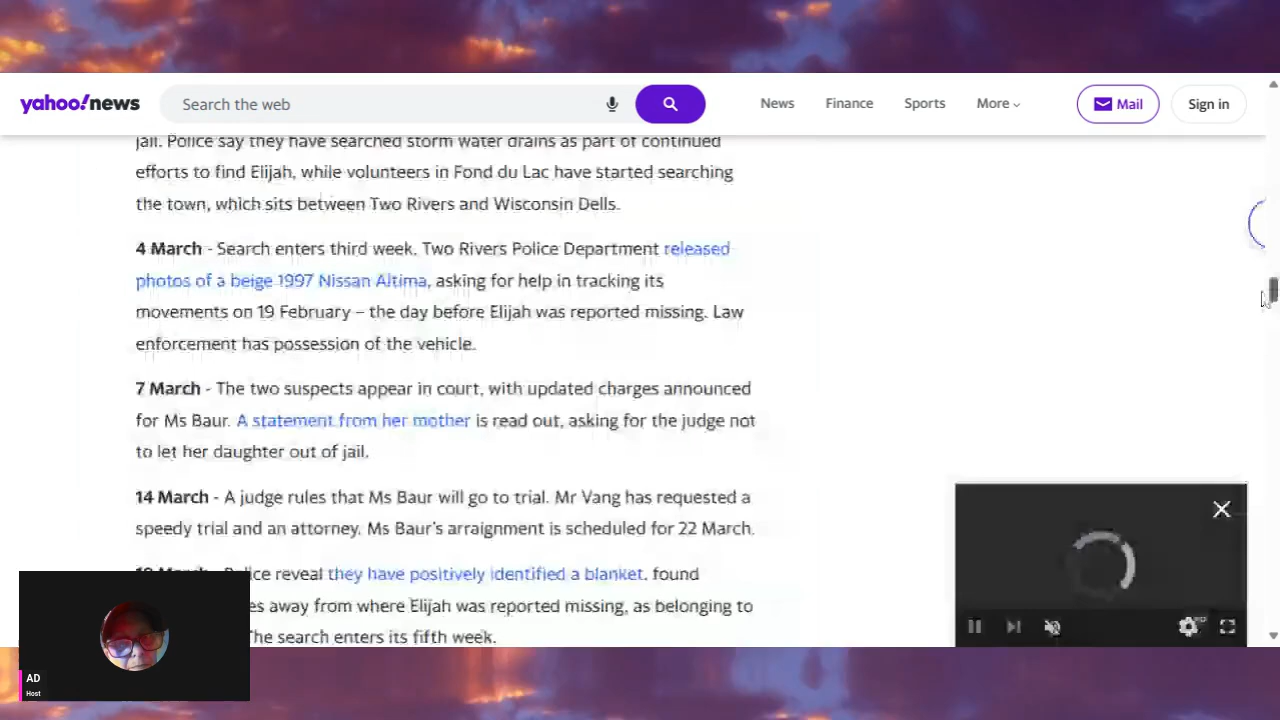 yahoo!news
Search the web
News
Finance
Sports
More
Mail
Sign in
jail. Police say they have searched storm water drains as part of continued
efforts to find Elijah, while volunteers in Fond du Lac have started searching
the town, which sits between Two Rivers and Wisconsin Dells.
4 March - Search enters third week. Two Rivers Police Department released
photos of a beige 1997 Nissan Altima, asking for help in tracking its
movements on 19 February – the day before Elijah was reported missing. Law
enforcement has possession of the vehicle.
7 March - The two suspects appear in court, with updated charges announced
for Ms Baur. A statement from her mother is read out, asking for the judge not
to let her daughter out of jail.
14 March - A judge rules that Ms Baur will go to trial. Mr Vang has requested a
speedy trial and an attorney. Ms Baur's arraignment is scheduled for 22 March.
reveal they have positively identified a blanket, found
away from where Elijah was reported missing, as belonging to
The search enters its fifth week.
AD
Host